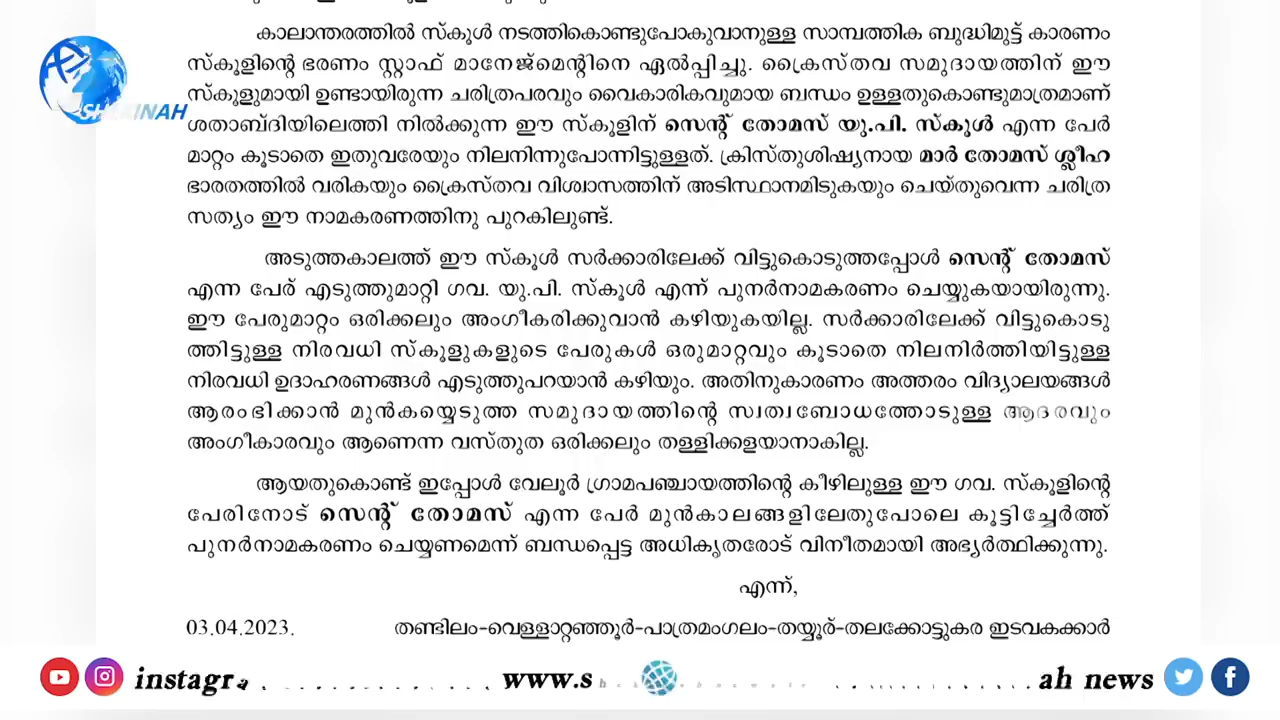 കാലാന്തരത്തിൽ സ്കൂൾ നടത്തികൊണ്ടുപോകുവാനുള്ള സാമ്പത്തിക ബുദ്ധിമുട്ട് കാരണം
സ്കൂളിന്റെ ഭരണം സ്റ്റാഫ് മാനേജ്മെന്റിനെ ഏൽപ്പിച്ചു. ക്രൈസ്തവ സമുദായത്തിന് ഈ
സ്കൂളുമായി ഉണ്ടായിരുന്ന ചരിത്രപരവും വൈകാരികവുമായ ബന്ധം ഉള്ളതുകൊണ്ടുമാത്രമാണ്
ശതാബ്ദിയിലെത്തി നിൽക്കുന്ന ഈ സ്കൂളിന് സെന്റ് തോമസ് യു.പി. സ്കൂൾ എന്ന പേർ
മാറ്റം കൂടാതെ ഇതുവരേയും നിലനിന്നുപോന്നിട്ടുള്ളത്. ക്രിസ്തുശിഷ്യനായ മാർ തോമസ് ശ്ലീഹ
ഭാരതത്തിൽ വരികയും ക്രൈസ്തവ വിശ്വാസത്തിന് അടിസ്ഥാനമിടുകയും ചെയ്തുവെന്ന ചരിത്ര
സത്യം ഈ നാമകരണത്തിനു പുറകിലുണ്ട്.
അടുത്തകാലത്ത് ഈ സ്കൂൾ സർക്കാരിലേക്ക് വിട്ടുകൊടുത്തപ്പോൾ സെന്റ് തോമസ്
എന്ന പേര് എടുത്തുമാറ്റി ഗവ. യു.പി. സ്കൂൾ എന്ന് പുനർനാമകരണം ചെയ്യുകയായിരുന്നു.
ഈ പേരുമാറ്റം ഒരിക്കലും അംഗീകരിക്കുവാൻ കഴിയുകയില്ല. സർക്കാരിലേക്ക് വിട്ടുകൊടു
ത്തിട്ടുള്ള നിരവധി സ്കൂളുകളുടെ പേരുകൾ ഒരുമാറ്റവും കൂടാതെ നിലനിർത്തിയിട്ടുള്ള
നിരവധി ഉദാഹരണങ്ങൾ എടുത്തുപറയാൻ കഴിയും. അതിനുകാരണം അത്തരം വിദ്യാലയങ്ങൾ
ആരംഭിക്കാൻ മുൻകയ്യെടുത്ത സമുദായത്തിന്റെ സ്വത്വബോധത്തോടുള്ള ആദരവും
അംഗീകാരവും ആണെന്ന വസ്തുത ഒരിക്കലും തള്ളിക്കളയാനാകില്ല.
ആയതുകൊണ്ട് ഇപ്പോൾ വേലൂർ ഗ്രാമപഞ്ചായത്തിന്റെ കീഴിലുള്ള ഈ ഗവ. സ്കൂളിന്റെ
പേരിനോട് സെന്റ് തോമസ് എന്ന പേർ മുൻകാലങ്ങളിലേതുപോലെ കൂട്ടിച്ചേർത്ത്
പുനർനാമകരണം ചെയ്യണമെന്ന് ബന്ധപ്പെട്ട അധികൃതരോട് വിനീതമായി അഭ്യർത്ഥിക്കുന്നു.
എന്ന്,
03.04.2023. തണ്ടിലം-വെള്ളാറ്റഞ്ഞൂർ-പാത്രമംഗലം-തയ്യൂർ-തലക്കോട്ടുകര ഇടവകക്കാർ
SHEKINAH
instagra www.s ah news